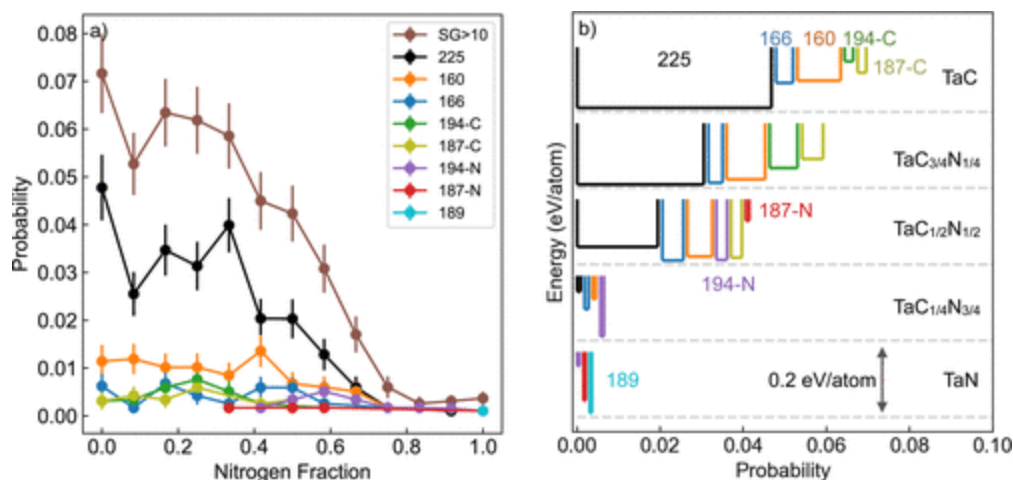 a)
0.08
0.07
0.06
0.05
0.04
0.03
0.02
0.01
0.00
Probability
0.0 0.2 0.4 0.6 0.8 1.0
Nitrogen Fraction
SG>10
225
160
166
194-C
187-C
194-N
187-N
189
b)
166 160 194-C
225
187-C
TaC
TaC3/4N1/4
187-N
TaC1/2N1/2
194-N
TaC1/4N3/4
TaN
189
0.2 eV/atom
Energy (eV/atom)
0.00 0.02 0.04 0.06 0.08 0.10
Probability